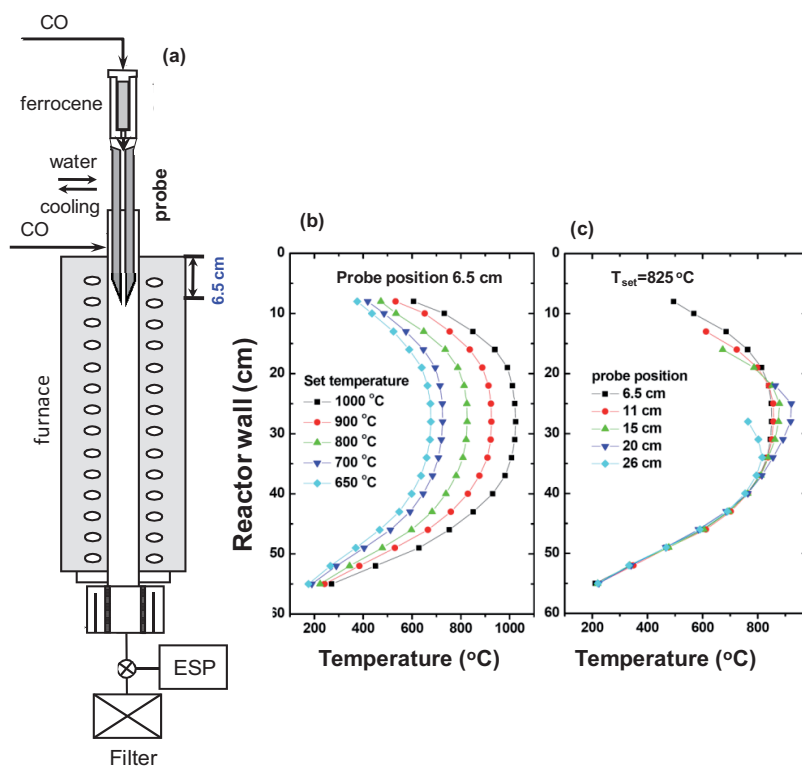 CO
(a)
ferrocene
water
cooling
probe
CO
6.5 cm
furnace
ESP
Filter
(b)
Probe position 6.5 cm
Set temperature
1000 °C
900 °C
800 °C
700 °C
650 °C
Reactor wall (cm)
0
10
20
30
40
50
60
200 400 600 800 1000
Temperature (°C)
(c)
T_set=825 °C
probe position
6.5 cm
11 cm
15 cm
20 cm
26 cm
0
10
20
30
40
50
60
200 400 600 800
Temperature (°C)